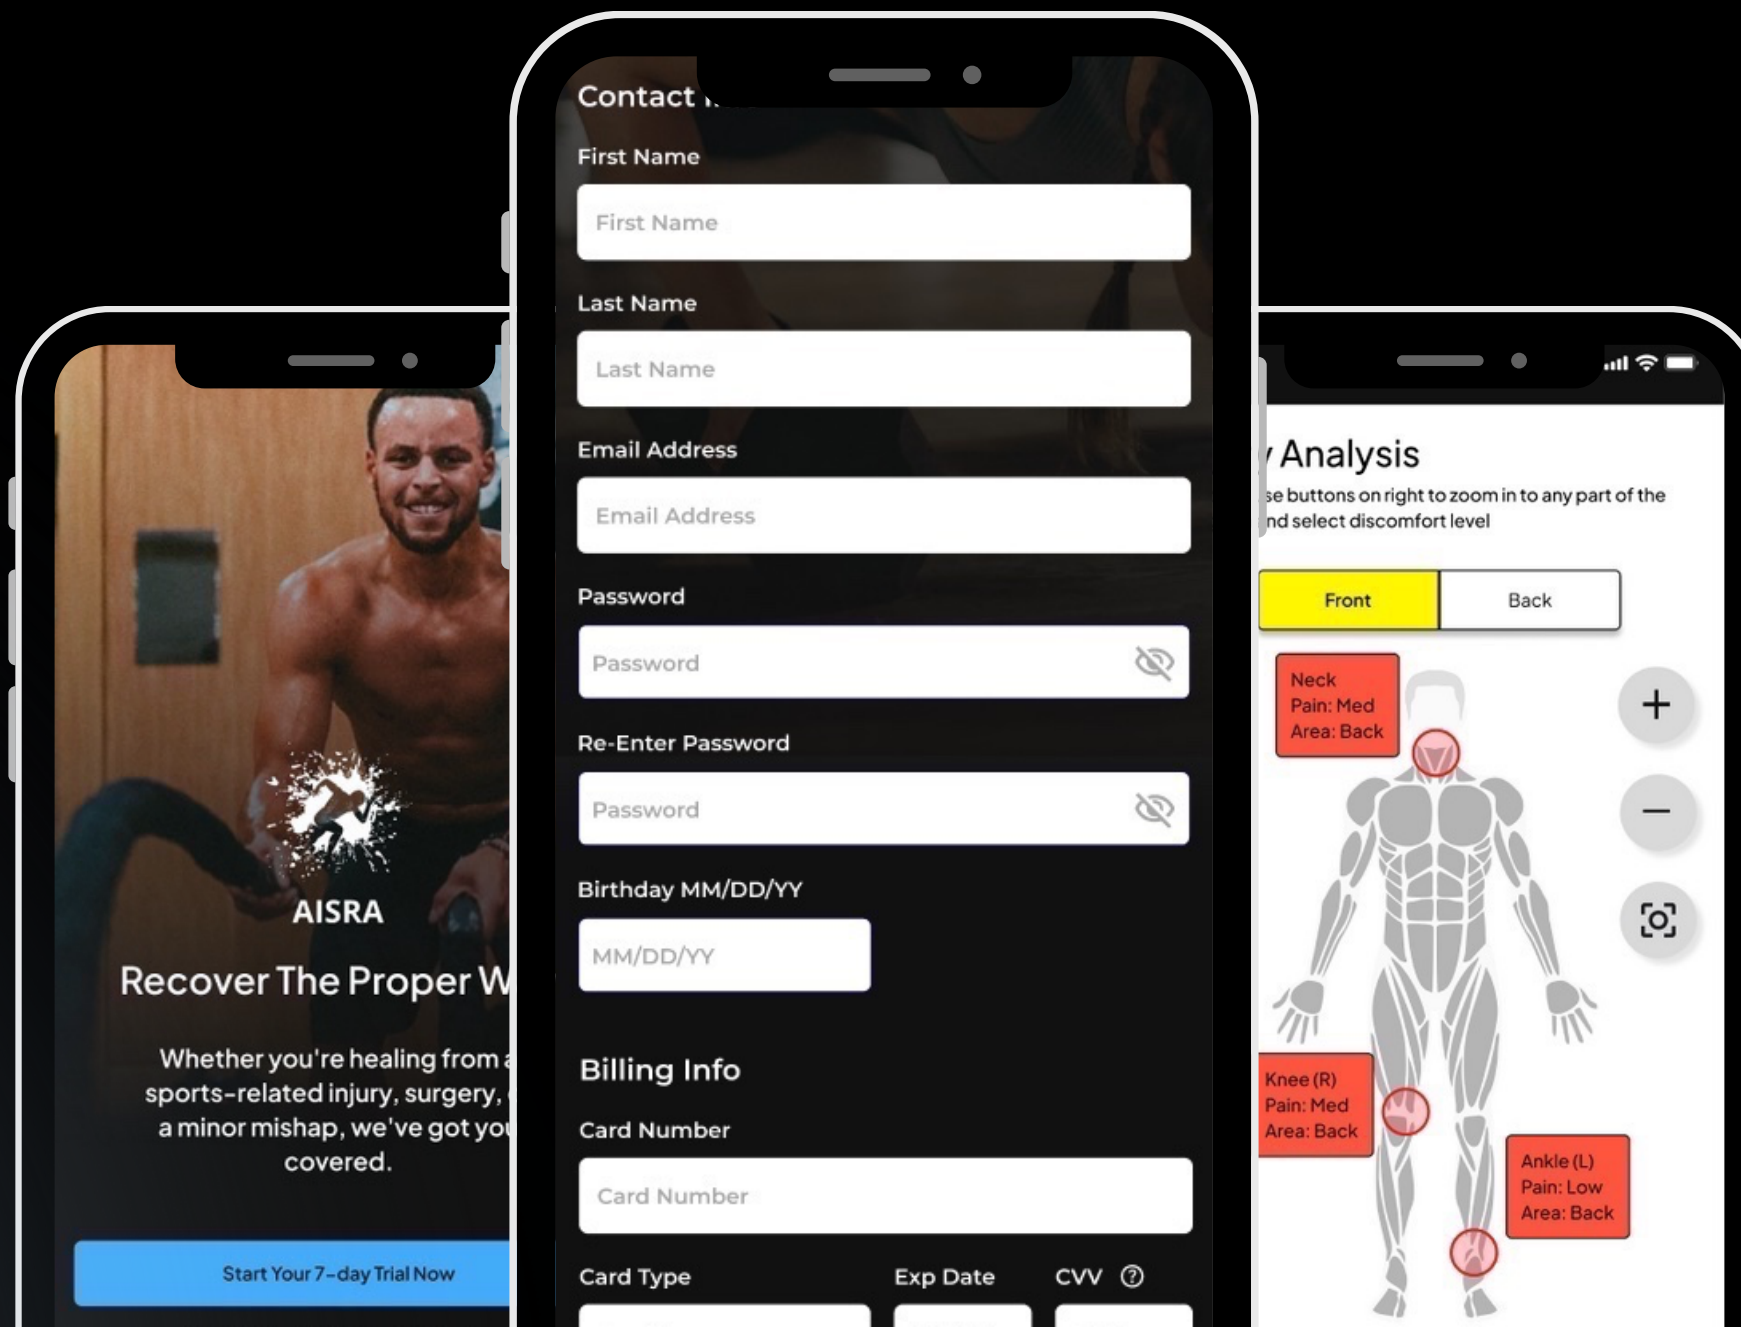 AISRA
Recover The Proper
Whether you're healing from
sports-related injury, surgery,
a minor mishap, we've got
covered.
Start Your 7-day Trial Now
Contact
First Name
First Name
Last Name
Last Name
Email Address
Email Address
Password
Password
Re-Enter Password
Password
Birthday MM/DD/YY
MM/DD/YY
Billing Info
Card Number
Card Number
Card Type
Exp Date
CVV ?
Analysis
buttons on right to zoom in to any part of the
select discomfort level
Front
Back
Neck
Pain: Med
Area: Back
Knee (R)
Pain: Med
Area: Back
Ankle (L)
Pain: Low
Area: Back